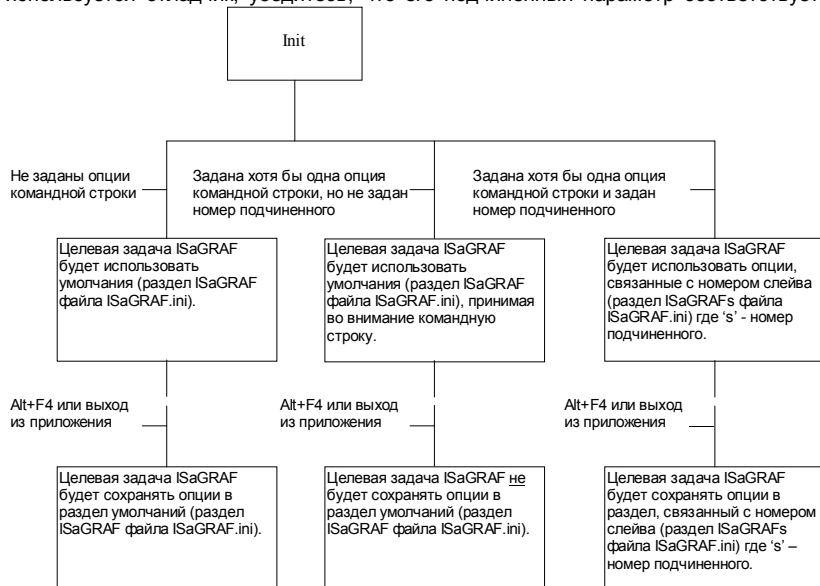 используется отладчик, убедитесь, что его подчиненный параметр соответствует
Init
Не заданы опции
командной строки
Задана хотя бы одна опция
командной строки, но не задан
номер подчиненного
Задана хотя бы одна опция
командной строки и задан
номер подчиненного
Целевая задача ISaGRAF
будет использовать
умолчания (раздел ISaGRAF
файла ISaGRAF.ini).
Целевая задача ISaGRAF
будет использовать
умолчания (раздел ISaGRAF
файла ISaGRAF.ini), принимая
во внимание командную
строку.
Целевая задача ISaGRAF
будет использовать опции,
связанные с номером слейва
(раздел ISaGRAFs файла
ISaGRAF.ini) где ‘s’ - номер
подчиненного.
Alt+F4 или выход
из приложения
Alt+F4 или выход
из приложения
Alt+F4 или выход
из приложения
Целевая задача ISaGRAF
будет сохранять опции в
раздел умолчаний (раздел
ISaGRAF файла ISaGRAF.ini).
Целевая задача ISaGRAF не
будет сохранять опции в
раздел умолчаний (раздел
ISaGRAF файла ISaGRAF.ini).
Целевая задача ISaGRAF
будет сохранять опции в
раздел, связанный с номером
слейва (раздел ISaGRAFs
файла ISaGRAF.ini) где ‘s’ –
номер подчиненного.